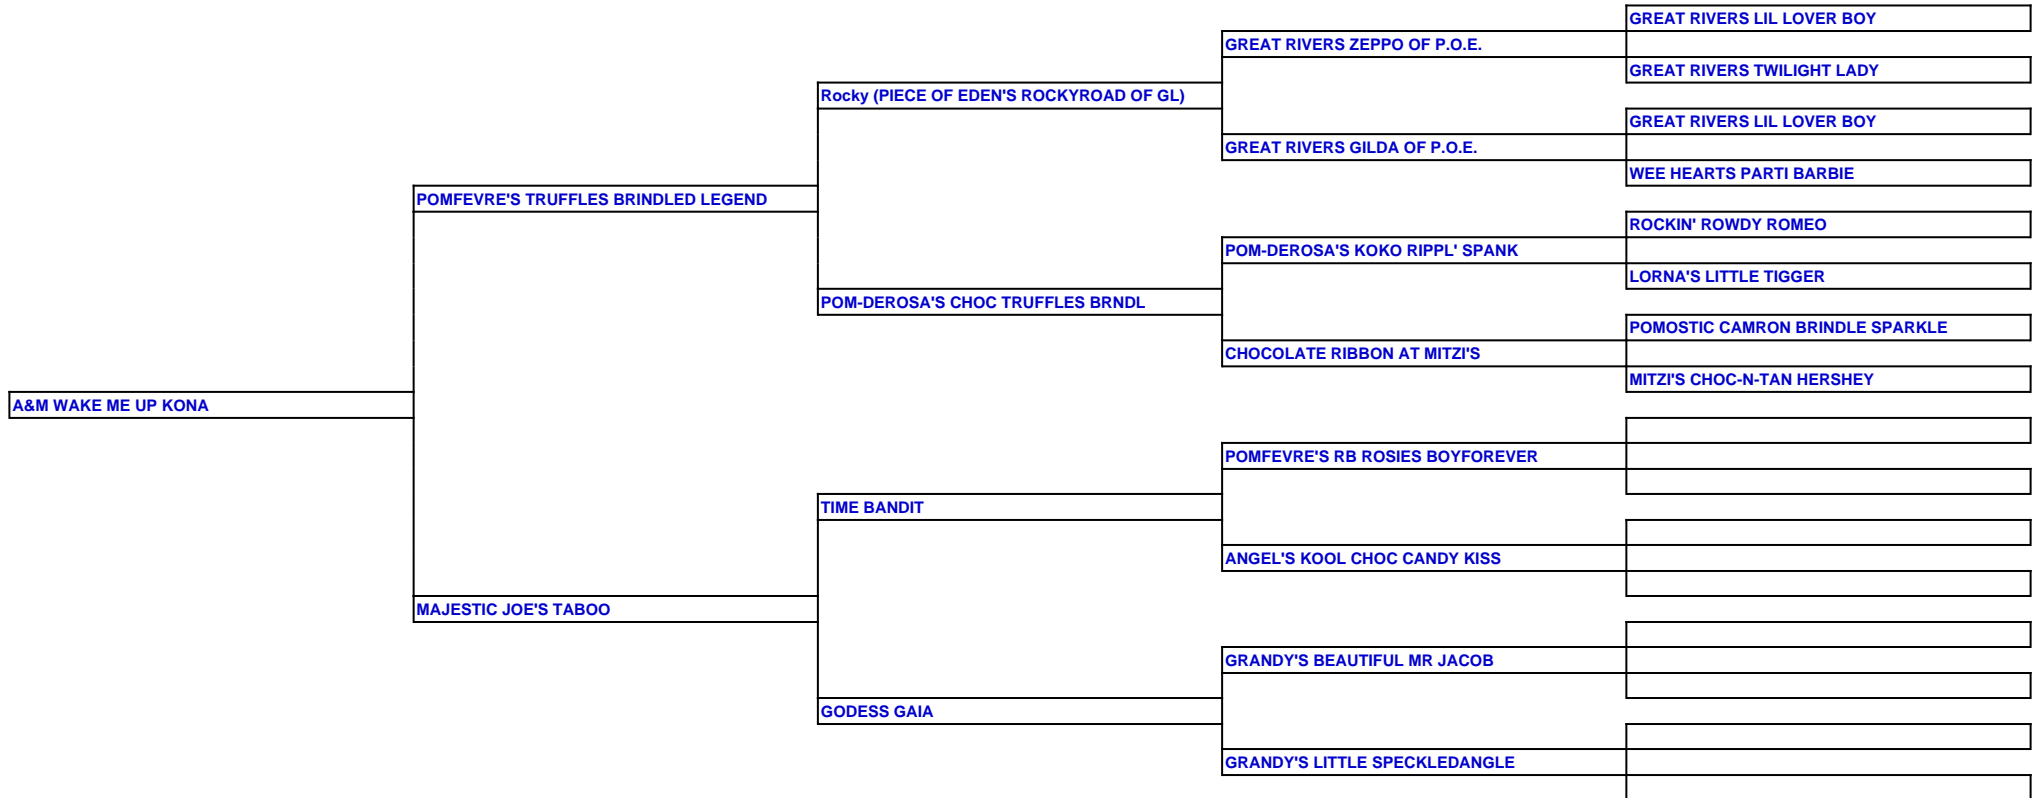 GREAT RIVERS LIL LOVER BOY
GREAT RIVERS ZEPPO OF P.O.E.
GREAT RIVERS TWILIGHT LADY
Rocky (PIECE OF EDEN'S ROCKYROAD OF GL)
GREAT RIVERS LIL LOVER BOY
GREAT RIVERS GILDA OF P.O.E.
WEE HEARTS PARTI BARBIE
POMFEVRE'S TRUFFLES BRINDLED LEGEND
ROCKIN' ROWDY ROMEO
POM-DEROSA'S KOKO RIPPL' SPANK
LORNA'S LITTLE TIGGER
POM-DEROSA'S CHOC TRUFFLES BRNDL
POMOSTIC CAMRON BRINDLE SPARKLE
CHOCOLATE RIBBON AT MITZI'S
MITZI'S CHOC-N-TAN HERSHEY
A&M WAKE ME UP KONA
POMFEVRE'S RB ROSIES BOYFOREVER
TIME BANDIT
ANGEL'S KOOL CHOC CANDY KISS
MAJESTIC JOE'S TABOO
GRANDY'S BEAUTIFUL MR JACOB
GODESS GAIA
GRANDY'S LITTLE SPECKLEDANGLE